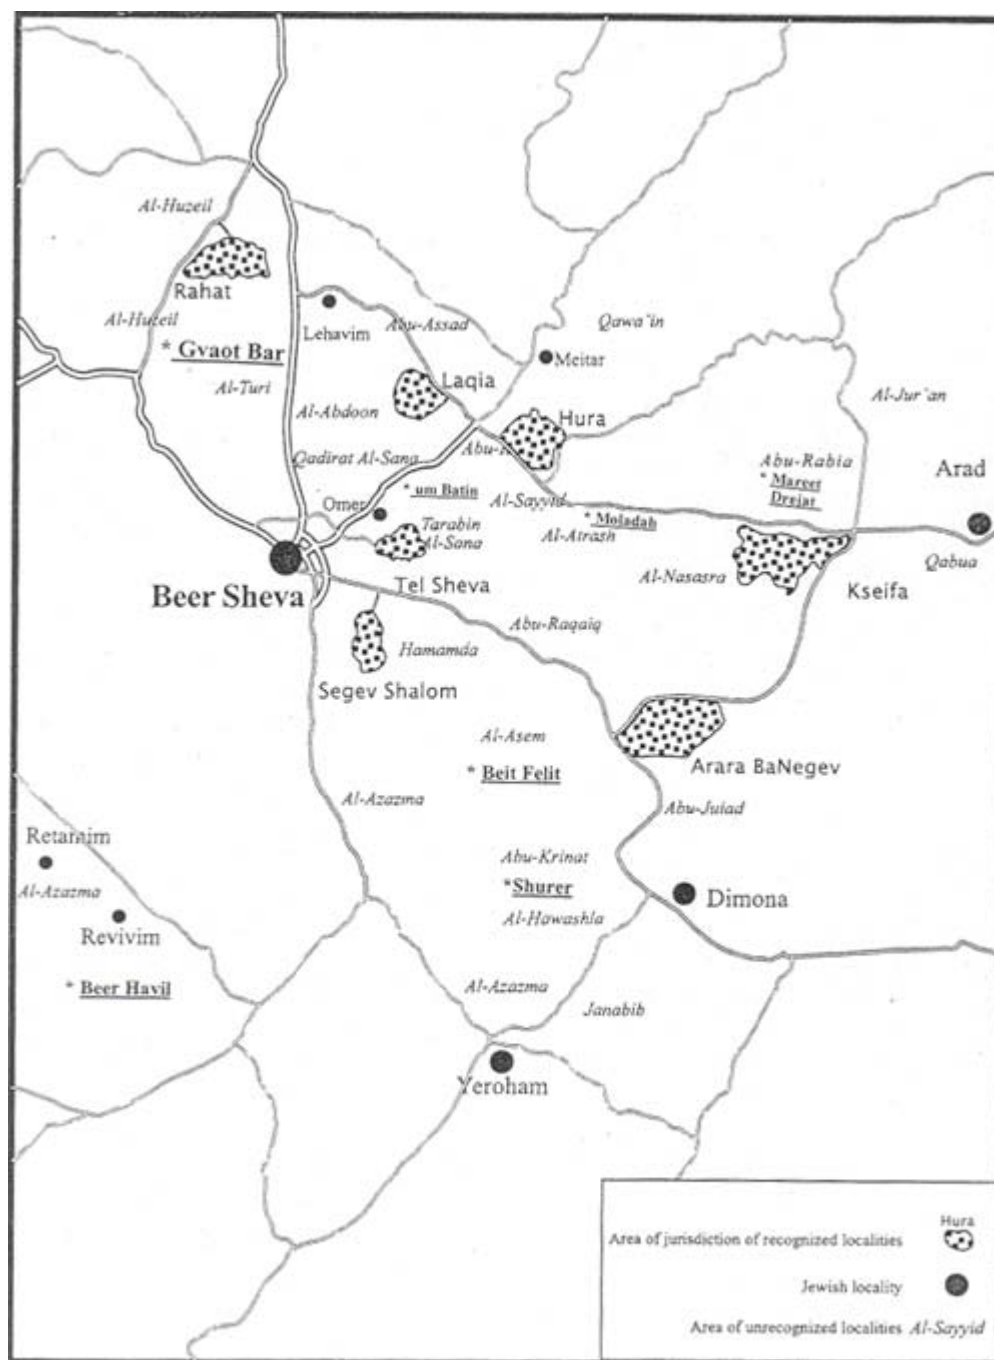 Al-Huzeil
Rahat
Al-Huzeil
Lehavim
Abu-Assad
Qawa'in
* Gvaot Bar
Meitar
Al-Turi
Laqia
Al-Jur'an
Al-Abdoon
Hura
Qadirat Al-Sana
Abu-Rabia
* Mareet
Drejat
Arad
* um Batin
Al-Sayyid
Omer
* Moladah
Tarabin
Al-Sana
Al-Atrash
Qabua
Al-Nasasra
Kseifa
Beer Sheva
Tel Sheva
Abu-Raqaiq
Hamamda
Segev Shalom
Al-Asem
* Beit Felit
Arara BaNegev
Al-Azazma
Abu-Juiad
Retamim
Al-Azazma
Abu-Krinat
*Shurer
Dimona
Revivim
Al-Hawashla
* Beer Havil
Al-Azazma
Janabib
Yeroham
Hura
Area of jurisdiction of recognized localities
Jewish locality
Area of unrecognized localities Al-Sayyid